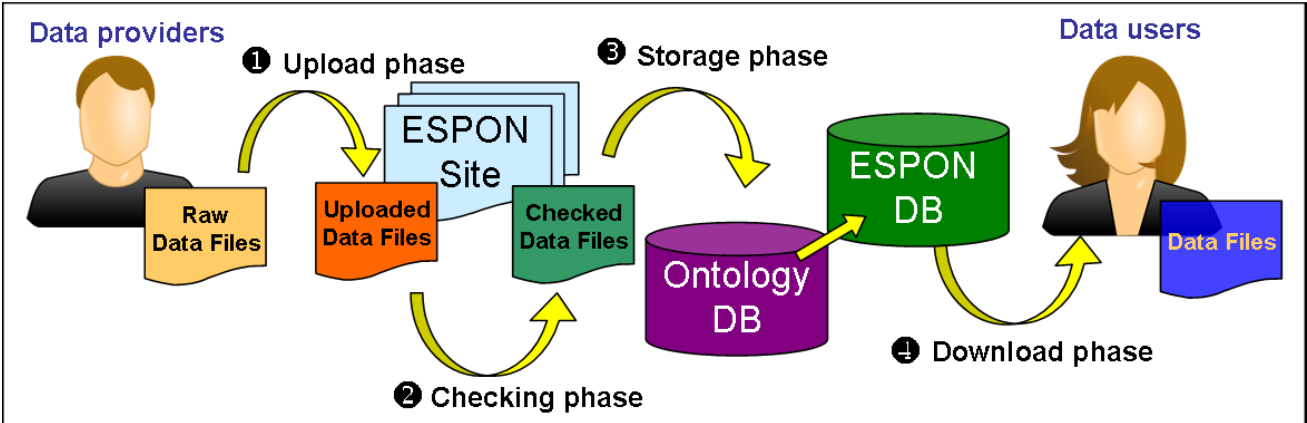 Data providers
❶ Upload phase
❸ Storage phase
Data users
ESPON
Site
ESPON
DB
Raw
Data Files
Uploaded
Data Files
Checked
Data Files
Data Files
Ontology
DB
❹ Download phase
❷ Checking phase